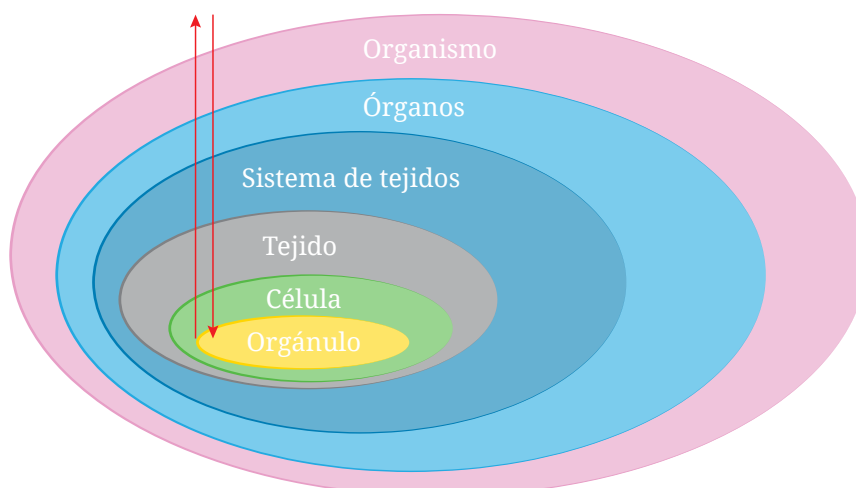 Organismo
Órganos
Sistema de tejidos
Tejido
Célula
Orgánulo